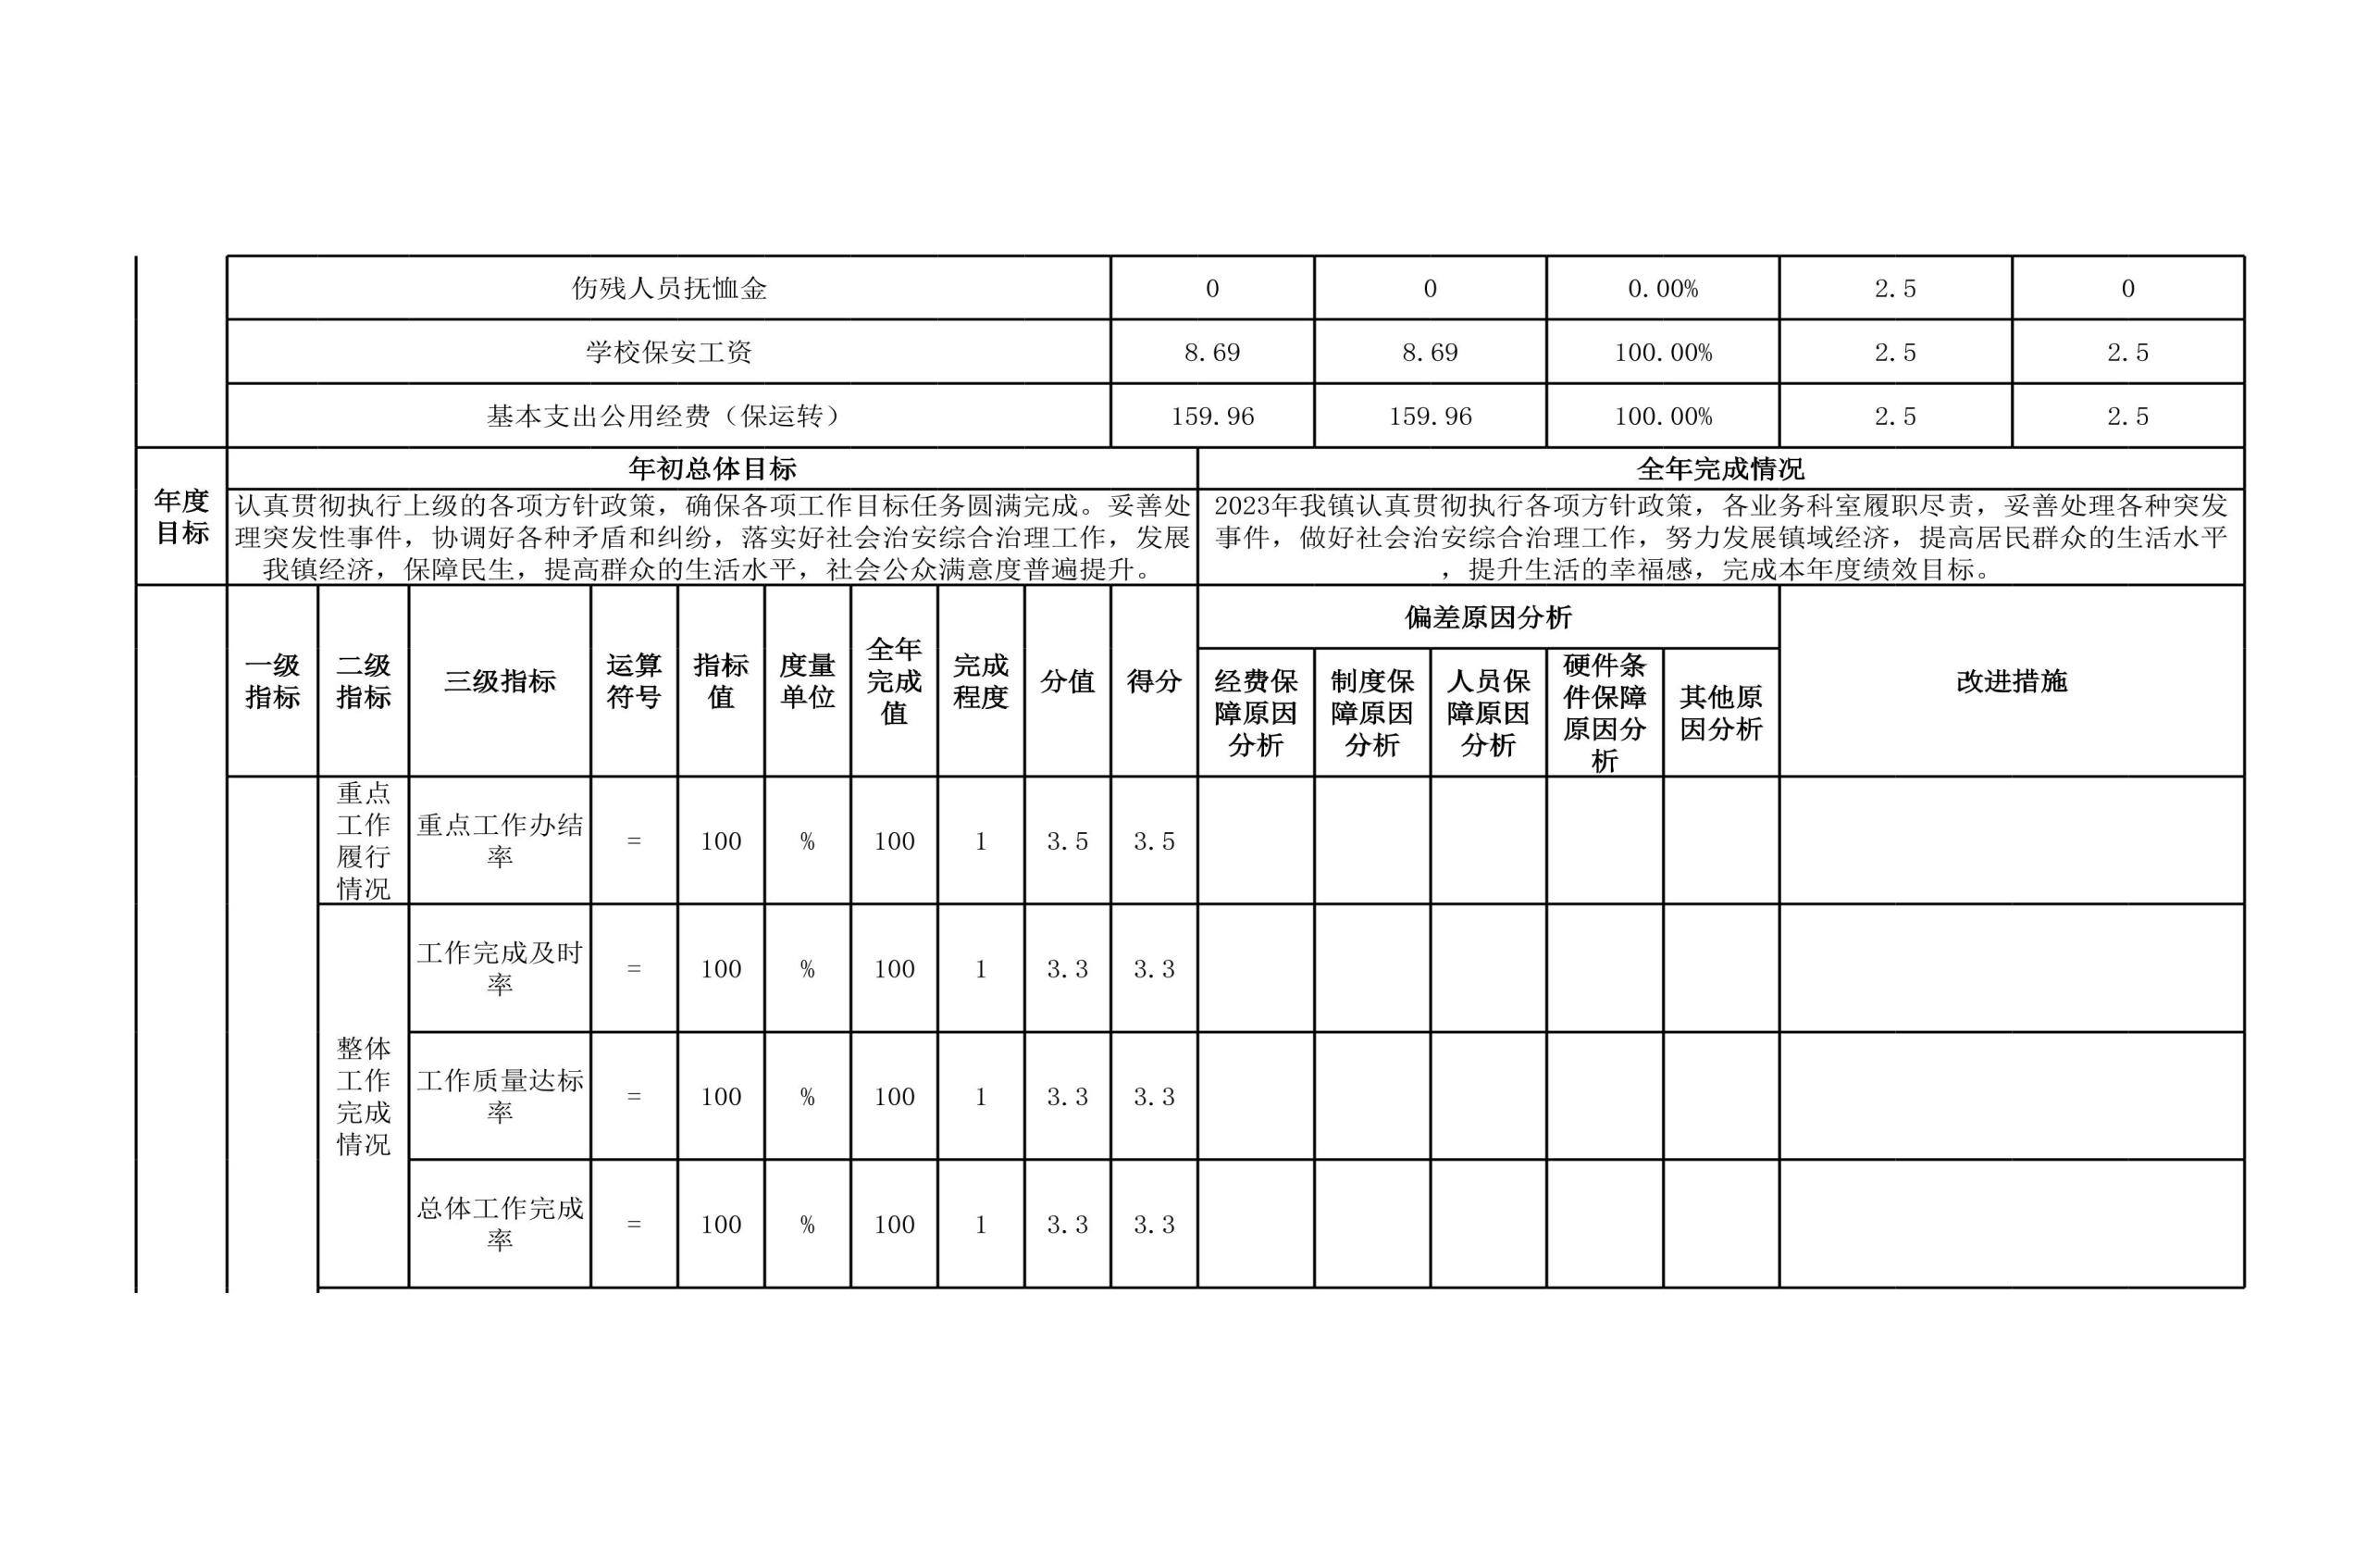 伤残人员抚恤金 0 0 0.00% 2.5 0
学校保安工资 8.69 8.69 100.00% 2.5 2.5
基本支出公用经费（保运转） 159.96 159.96 100.00% 2.5 2.5
年度
目标
年初总体目标
认真贯彻执行上级的各项方针政策，确保各项工作目标任务圆满完成。妥善处
理突发性事件，协调好各种矛盾和纠纷，落实好社会治安综合治理工作，发展
我镇经济，保障民生，提高群众的生活水平，社会公众满意度普遍提升。
全年完成情况
2023年我镇认真贯彻执行各项方针政策，各业务科室履职尽责，妥善处理各种突发
事件，做好社会治安综合治理工作，努力发展镇域经济，提高居民群众的生活水平
，提升生活的幸福感，完成本年度绩效目标。
一级
指标
二级
指标
三级指标
运算
符号
指标
值
度量
单位
全年
完成
值
完成
程度
分值
得分
偏差原因分析
经费保
障原因
分析
制度保
障原因
分析
人员保
障原因
分析
硬件条
件保障
原因分
析
其他原
因分析
改进措施
重点
工作
履行
情况
重点工作办结
率
= 100 % 100 1 3.5 3.5
整体
工作
完成
情况
工作完成及时
率
= 100 % 100 1 3.3 3.3
工作质量达标
率
= 100 % 100 1 3.3 3.3
总体工作完成
率
= 100 % 100 1 3.3 3.3